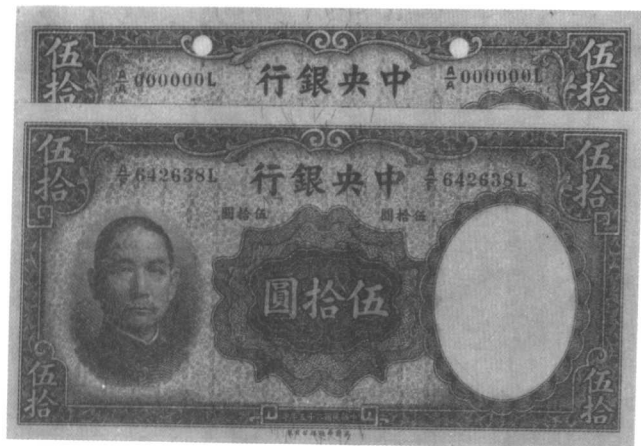 伍拾 伍拾
A/A 000000L 行銀央中 A/A 000000L
伍拾 伍拾
642638L 行銀央中 642638L
圓拾伍 圓拾伍
圓拾伍
伍拾 伍拾